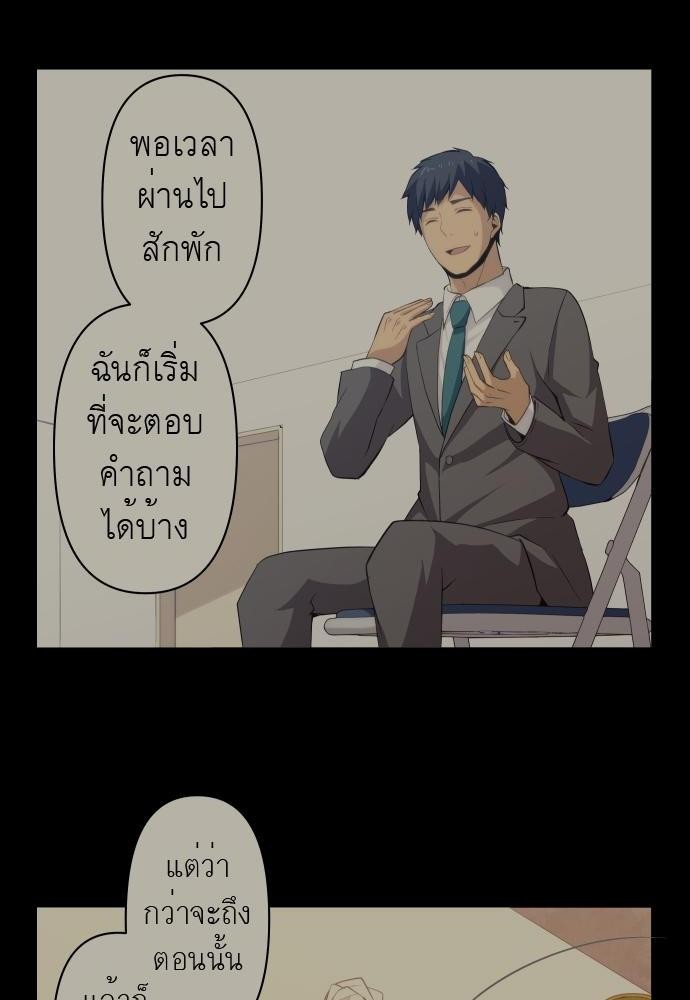 พอเวลา
ผ่านไป
สักพัก
ฉันก็เริ่ม
ที่จะตอบ
คำถาม
ได้บ้าง
แต่ว่า
กว่าจะถึง
ตอนนั้น